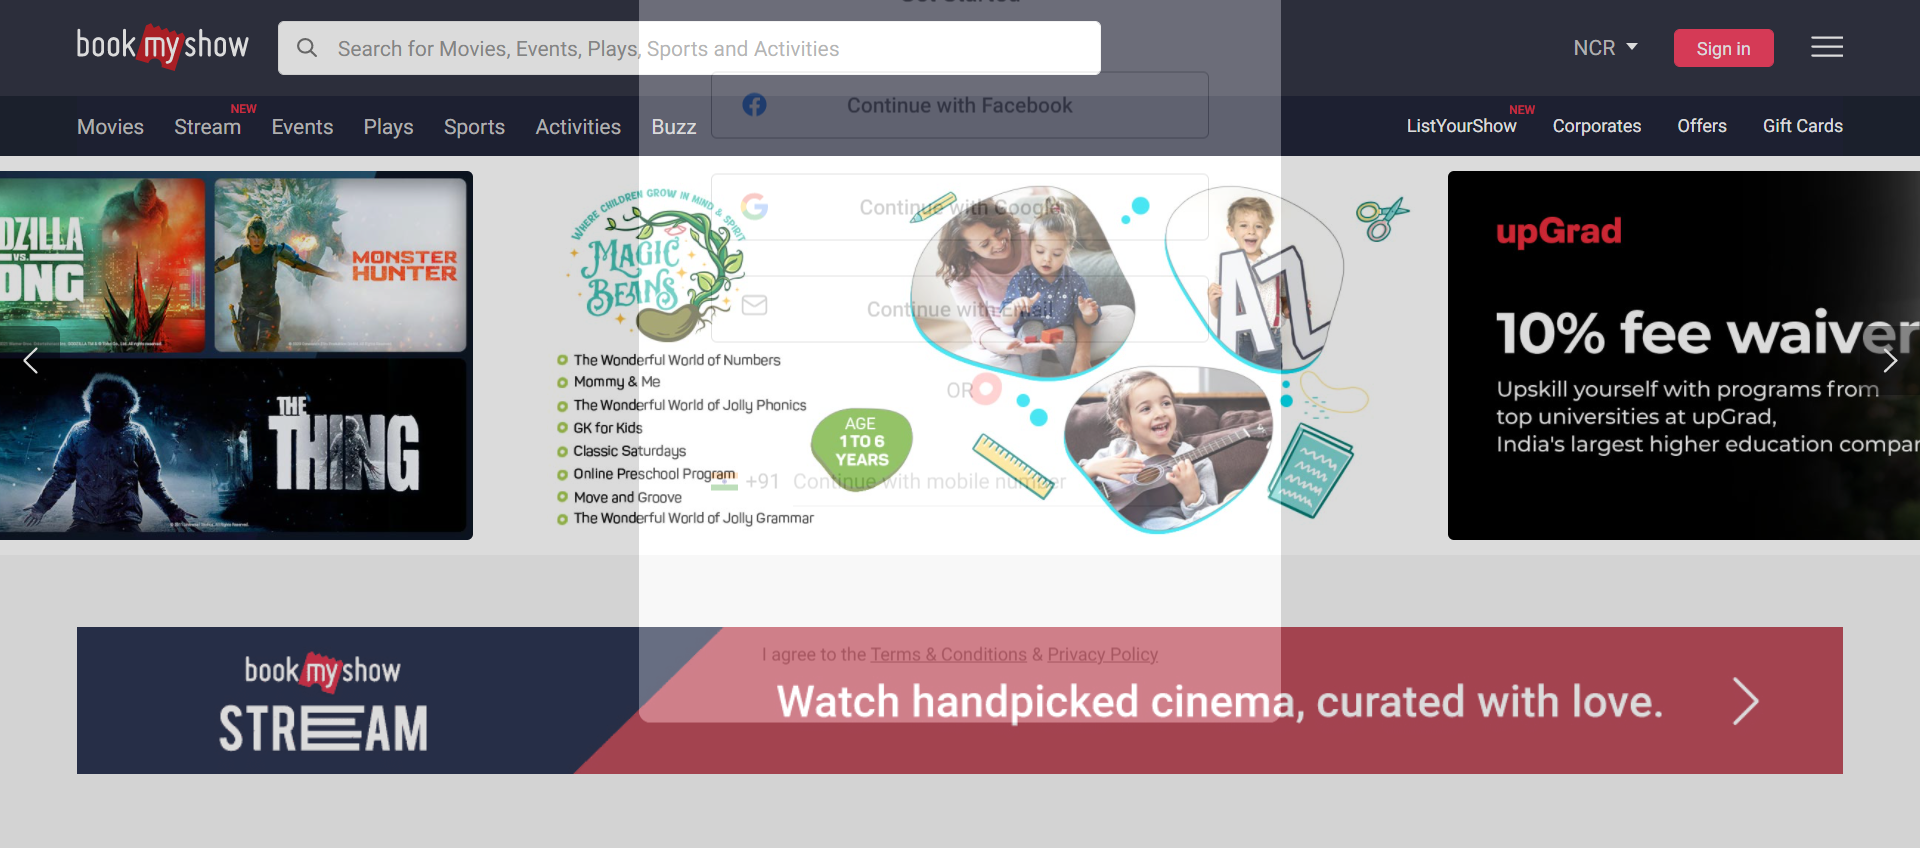 book my show
Search for Movies, Events, Plays, Sports and Activities
NCR
Sign in
Movies
Stream
NEW
Events
Plays
Sports
Activities
Buzz
ListYourShow
NEW
Corporates
Offers
Gift Cards
Continue with Facebook
Continue with Google
Continue with Email
OR
+91 Continue with mobile number
I agree to the Terms & Conditions & Privacy Policy
VS.
ONG
MONSTER
HUNTER
THE
THING
WHERE CHILDREN GROW IN MIND & SPIRIT
MAGIC
BEANS
The Wonderful World of Numbers
Mommy & Me
The Wonderful World of Jolly Phonics
GK for Kids
Classic Saturdays
Online Preschool Program
Move and Groove
The Wonderful World of Jolly Grammar
AGE
1 TO 6
YEARS
AZ
upGrad
10% fee waiver
Upskill yourself with programs from
top universities at upGrad,
India's largest higher education compan
book my show
STREAM
Watch handpicked cinema, curated with love.